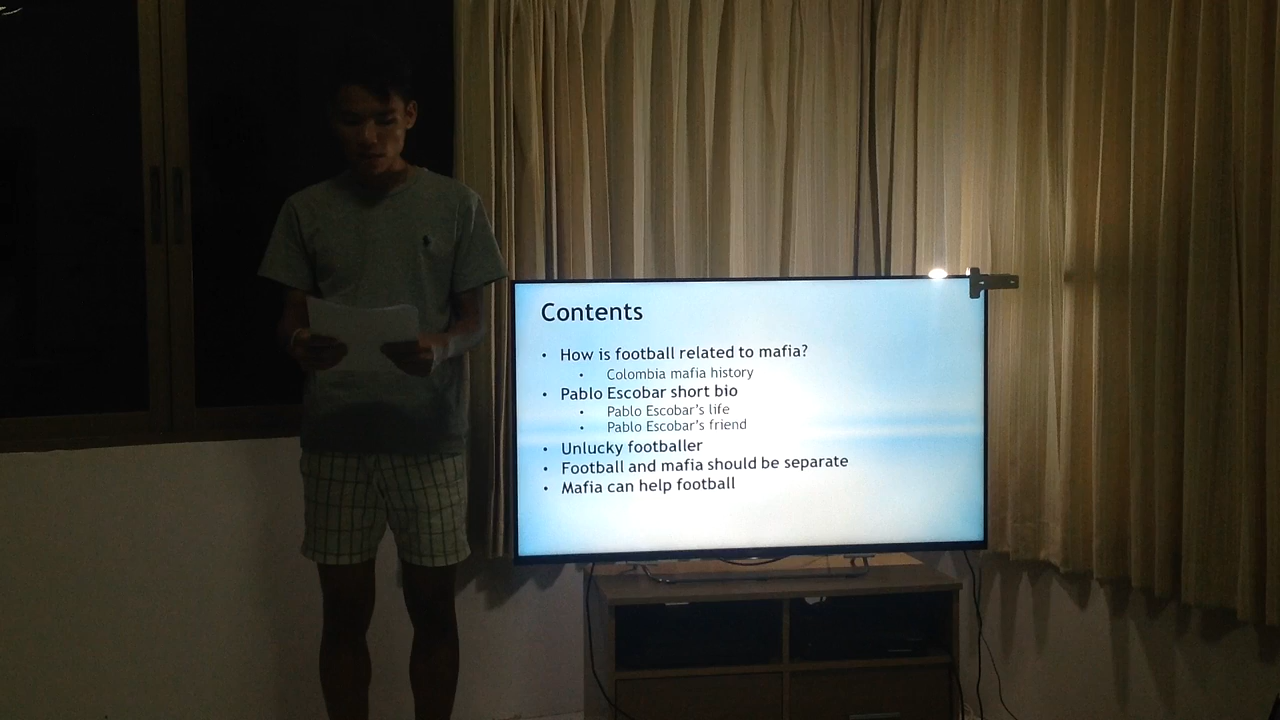 Contents
• How is football related to mafia?
• Colombia mafia history
• Pablo Escobar short bio
• Pablo Escobar's life
• Pablo Escobar's friend
• Unlucky footballer
• Football and mafia should be separate
• Mafia can help football